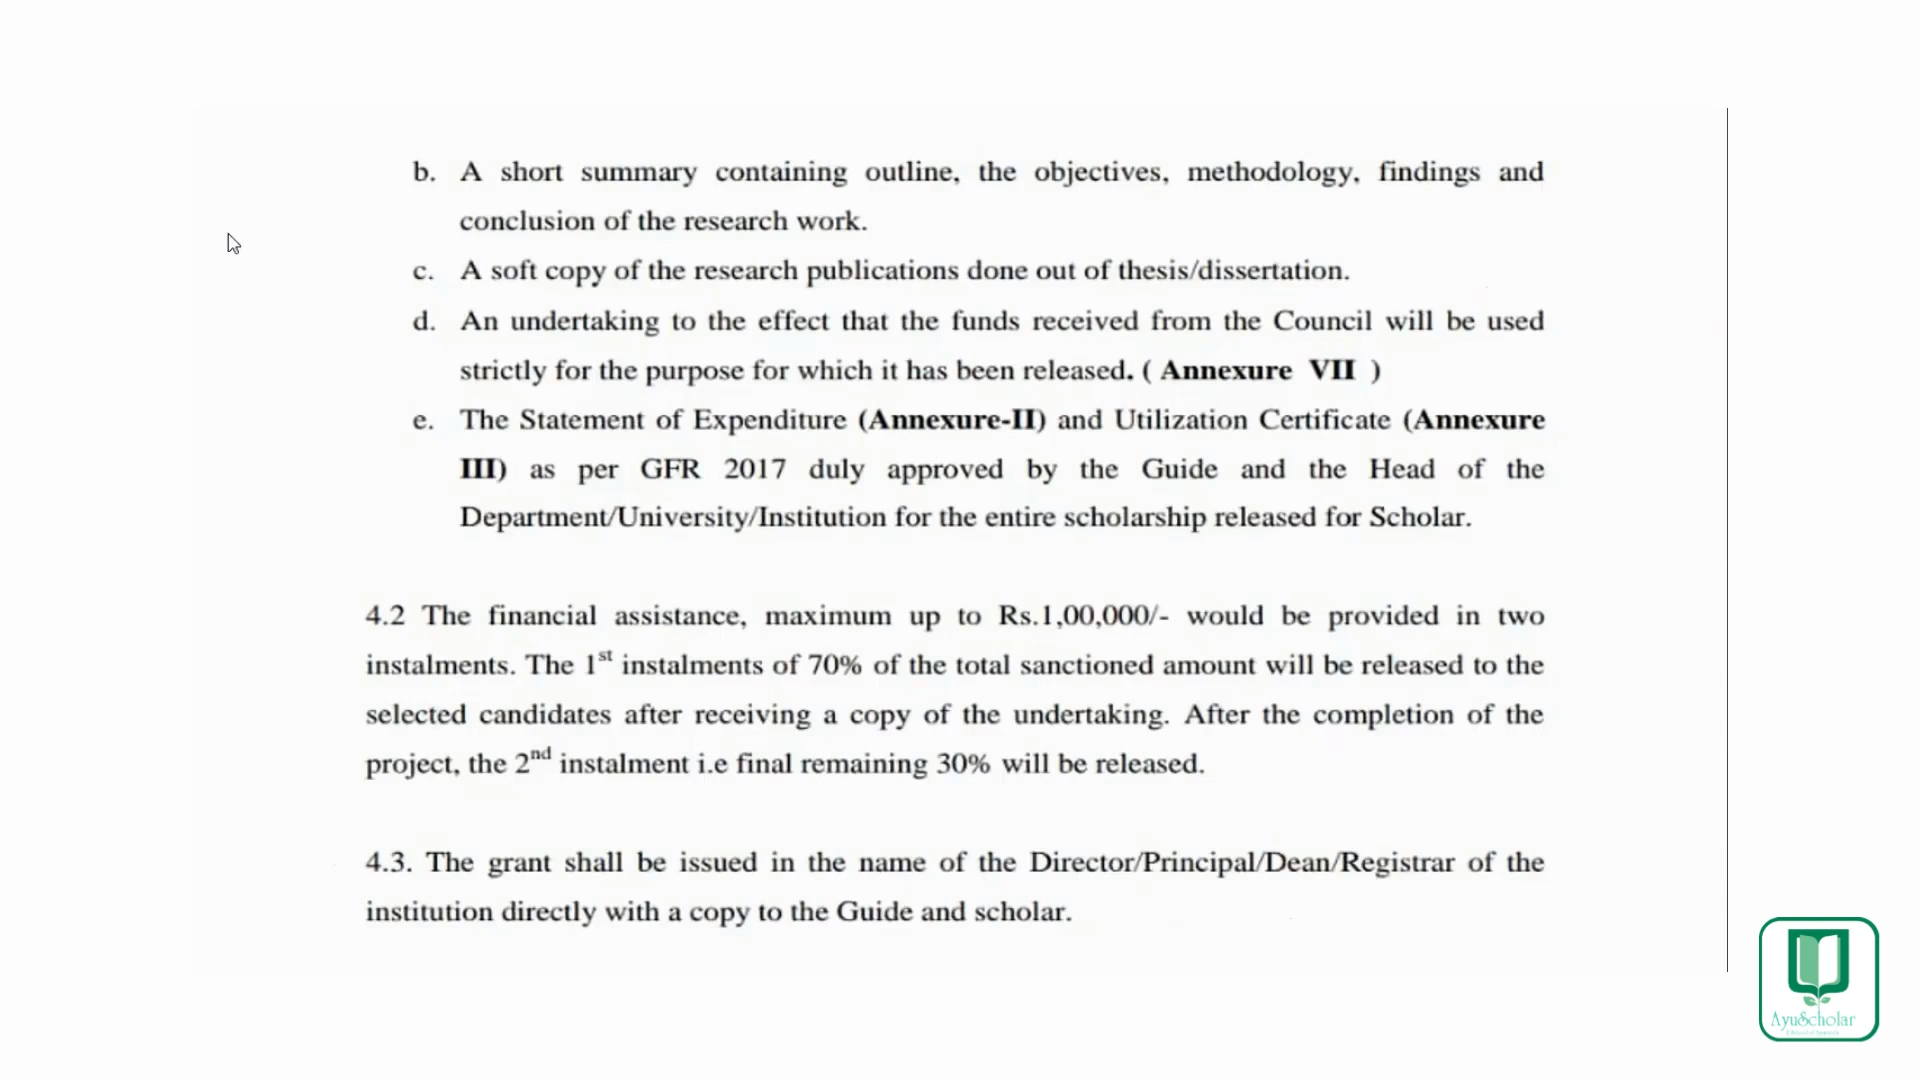 b. A short summary containing outline, the objectives, methodology, findings and
conclusion of the research work.
c. A soft copy of the research publications done out of thesis/dissertation.
d. An undertaking to the effect that the funds received from the Council will be used
strictly for the purpose for which it has been released. ( Annexure VII )
e. The Statement of Expenditure (Annexure-II) and Utilization Certificate (Annexure
III) as per GFR 2017 duly approved by the Guide and the Head of the
Department/University/Institution for the entire scholarship released for Scholar.
4.2 The financial assistance, maximum up to Rs.1,00,000/- would be provided in two
instalments. The 1st instalments of 70% of the total sanctioned amount will be released to the
selected candidates after receiving a copy of the undertaking. After the completion of the
project, the 2nd instalment i.e final remaining 30% will be released.
4.3. The grant shall be issued in the name of the Director/Principal/Dean/Registrar of the
institution directly with a copy to the Guide and scholar.
AyuScholar